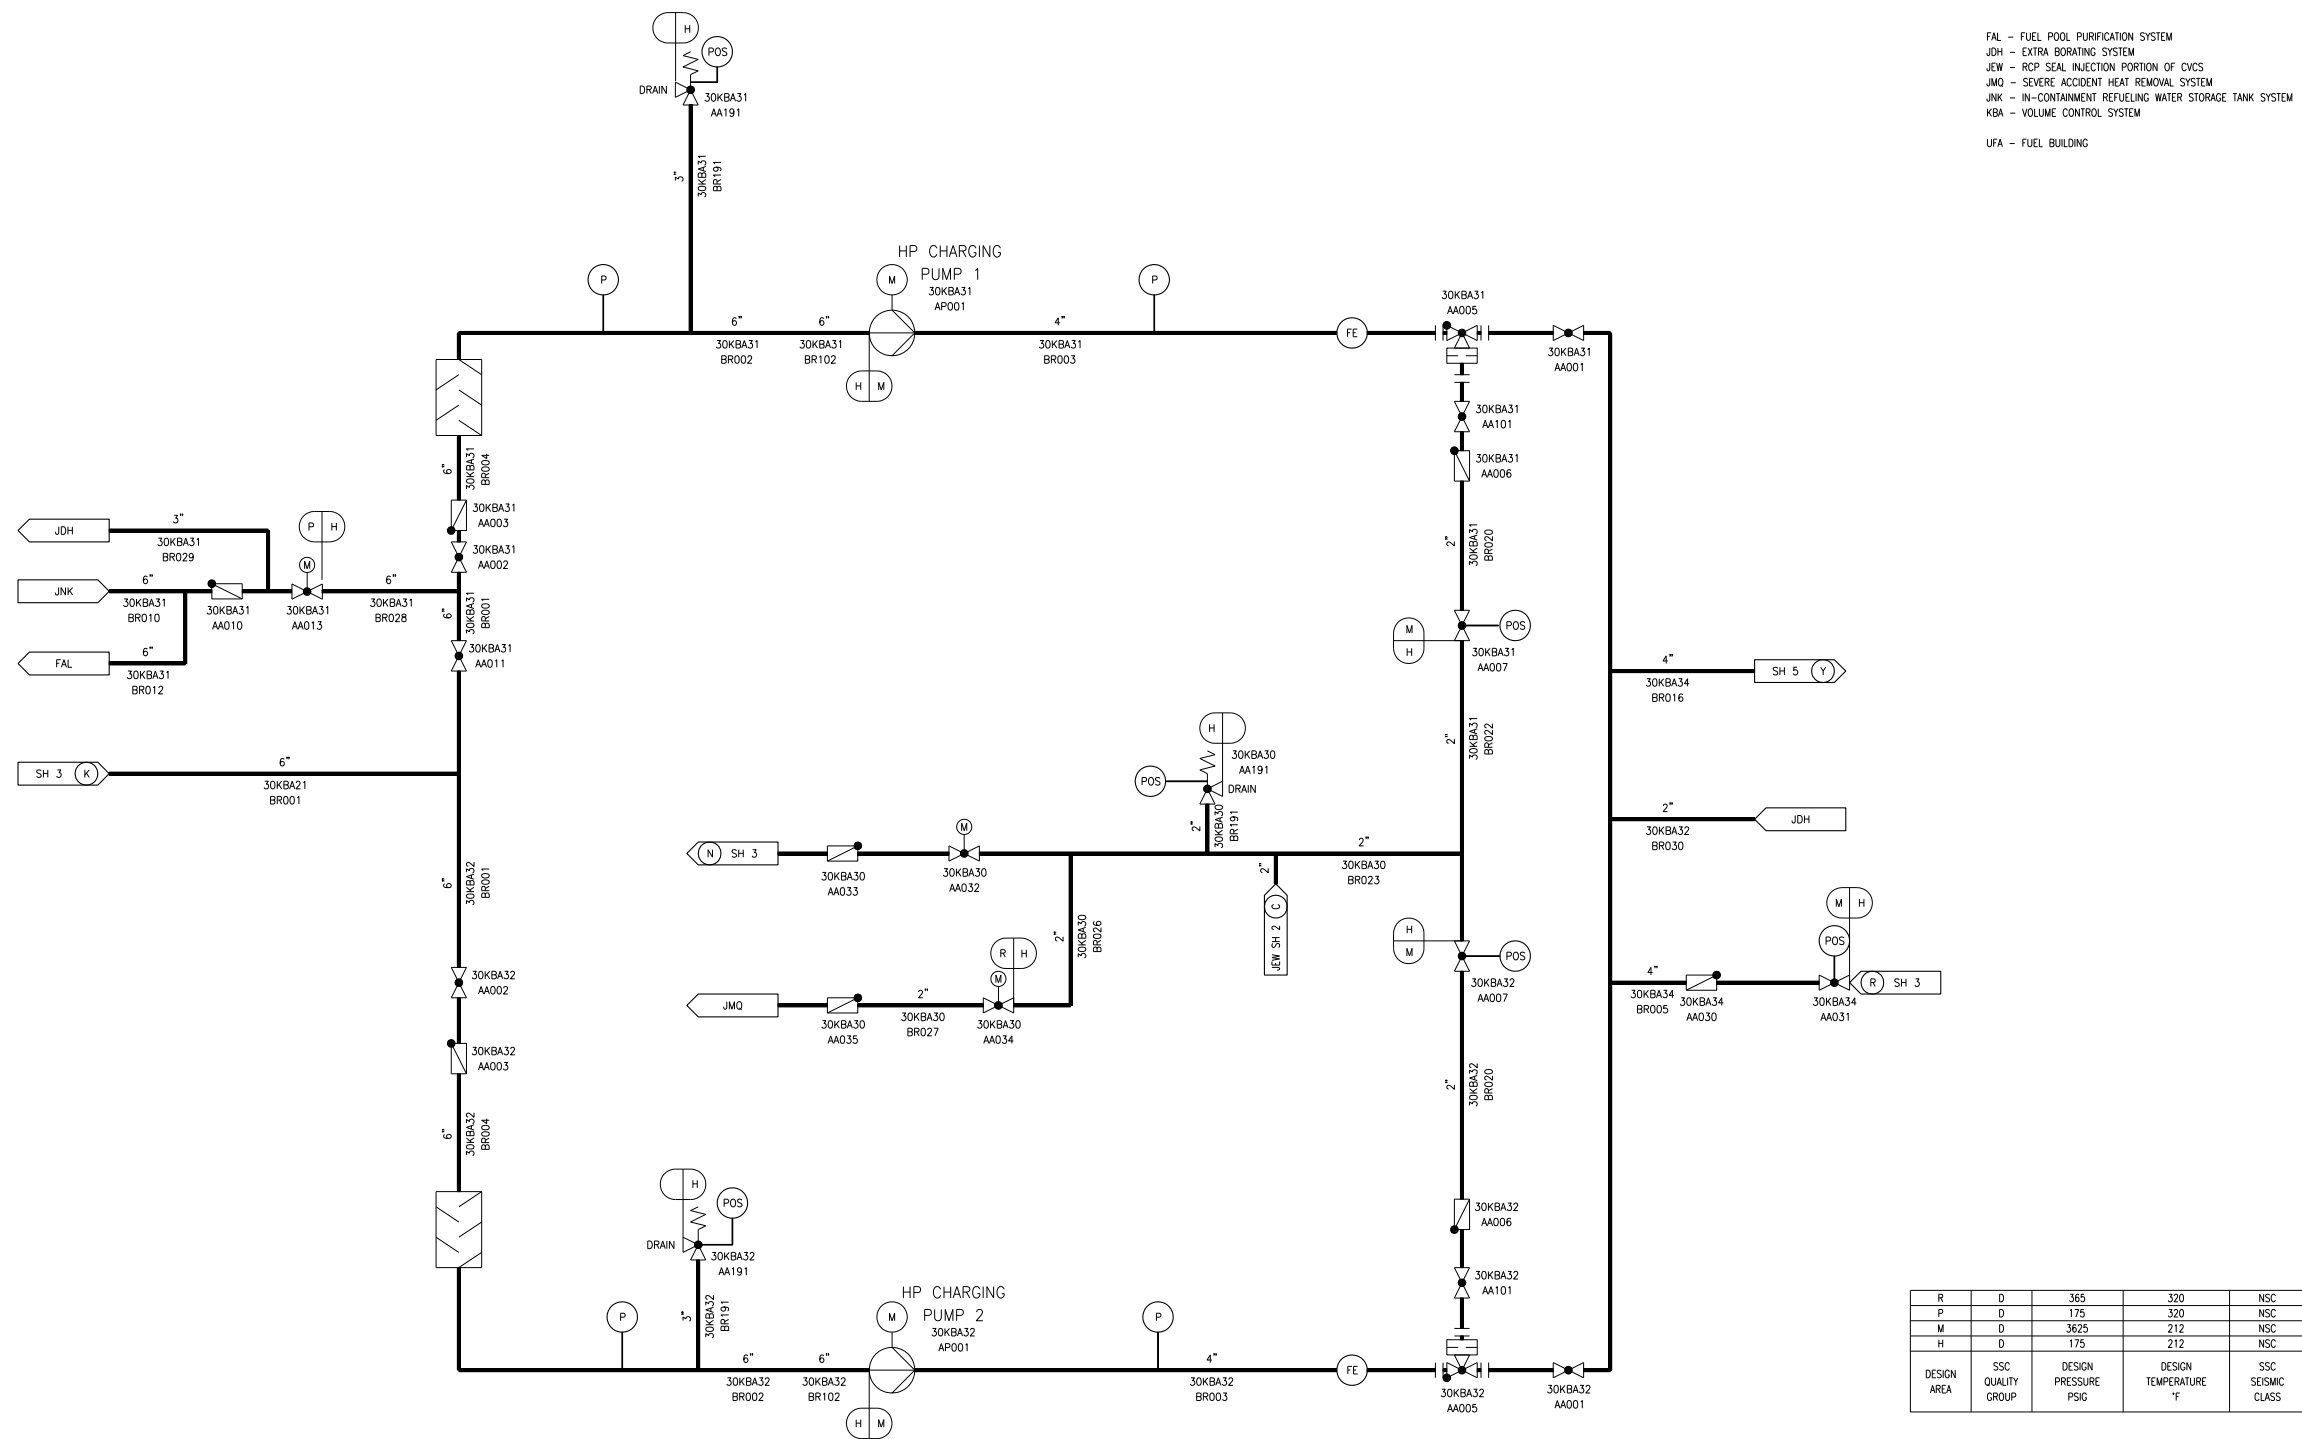 FAL – FUEL POOL PURIFICATION SYSTEM
JDH – EXTRA BORATING SYSTEM
JEW – RCP SEAL INJECTION PORTION OF CVCS
JMQ – SEVERE ACCIDENT HEAT REMOVAL SYSTEM
JNK – IN-CONTAINMENT REFUELING WATER STORAGE TANK SYSTEM
KBA – VOLUME CONTROL SYSTEM
UFA – FUEL BUILDING
H
POS
DRAIN
30KBA31
AA191
3"
30KBA31
BR191
HP CHARGING
PUMP 1
30KBA31
AP001
P
M
P
6"
6"
4"
30KBA31
BR002
30KBA31
BR102
30KBA31
BR003
H M
FE
30KBA31
AA005
30KBA31
AA001
30KBA31
AA101
30KBA31
AA006
6"
30KBA31
BR004
30KBA31
AA003
30KBA31
AA002
JDH
3"
30KBA31
BR029
P H
M
JNK
6"
30KBA31
BR010
30KBA31
AA010
30KBA31
AA013
6"
30KBA31
BR028
6"
30KBA31
BR001
FAL
6"
30KBA31
BR012
30KBA31
AA011
2"
30KBA31
BR020
M
H
POS
30KBA31
AA007
4"
30KBA34
BR016
SH 5 Y
SH 3 K
6"
30KBA21
BR001
H
30KBA30
AA191
POS
DRAIN
2"
30KBA30
BR191
2"
30KBA31
BR022
2"
30KBA32
BR030
JDH
N SH 3
30KBA30
AA033
M
30KBA30
AA032
2"
30KBA30
BR023
2"
C
JEW SH 2
6"
30KBA32
BR001
2"
30KBA30
BR026
H
M
POS
30KBA32
AA007
M H
POS
R SH 3
4"
30KBA34
BR005
30KBA34
AA030
30KBA34
AA031
30KBA32
AA002
30KBA32
AA003
R H
M
JMQ
30KBA30
AA035
2"
30KBA30
BR027
30KBA30
AA034
2"
30KBA32
BR020
6"
30KBA32
BR004
30KBA32
AA006
30KBA32
AA101
H
POS
DRAIN
30KBA32
AA191
3"
30KBA32
BR191
HP CHARGING
PUMP 2
30KBA32
AP001
P
M
P
6"
6"
4"
30KBA32
BR002
30KBA32
BR102
30KBA32
BR003
H M
FE
30KBA32
AA005
30KBA32
AA001
R D 365 320 NSC
P D 175 320 NSC
M D 3625 212 NSC
H D 175 212 NSC
DESIGN
AREA
SSC
QUALITY
GROUP
DESIGN
PRESSURE
PSIG
DESIGN
TEMPERATURE
°F
SSC
SEISMIC
CLASS